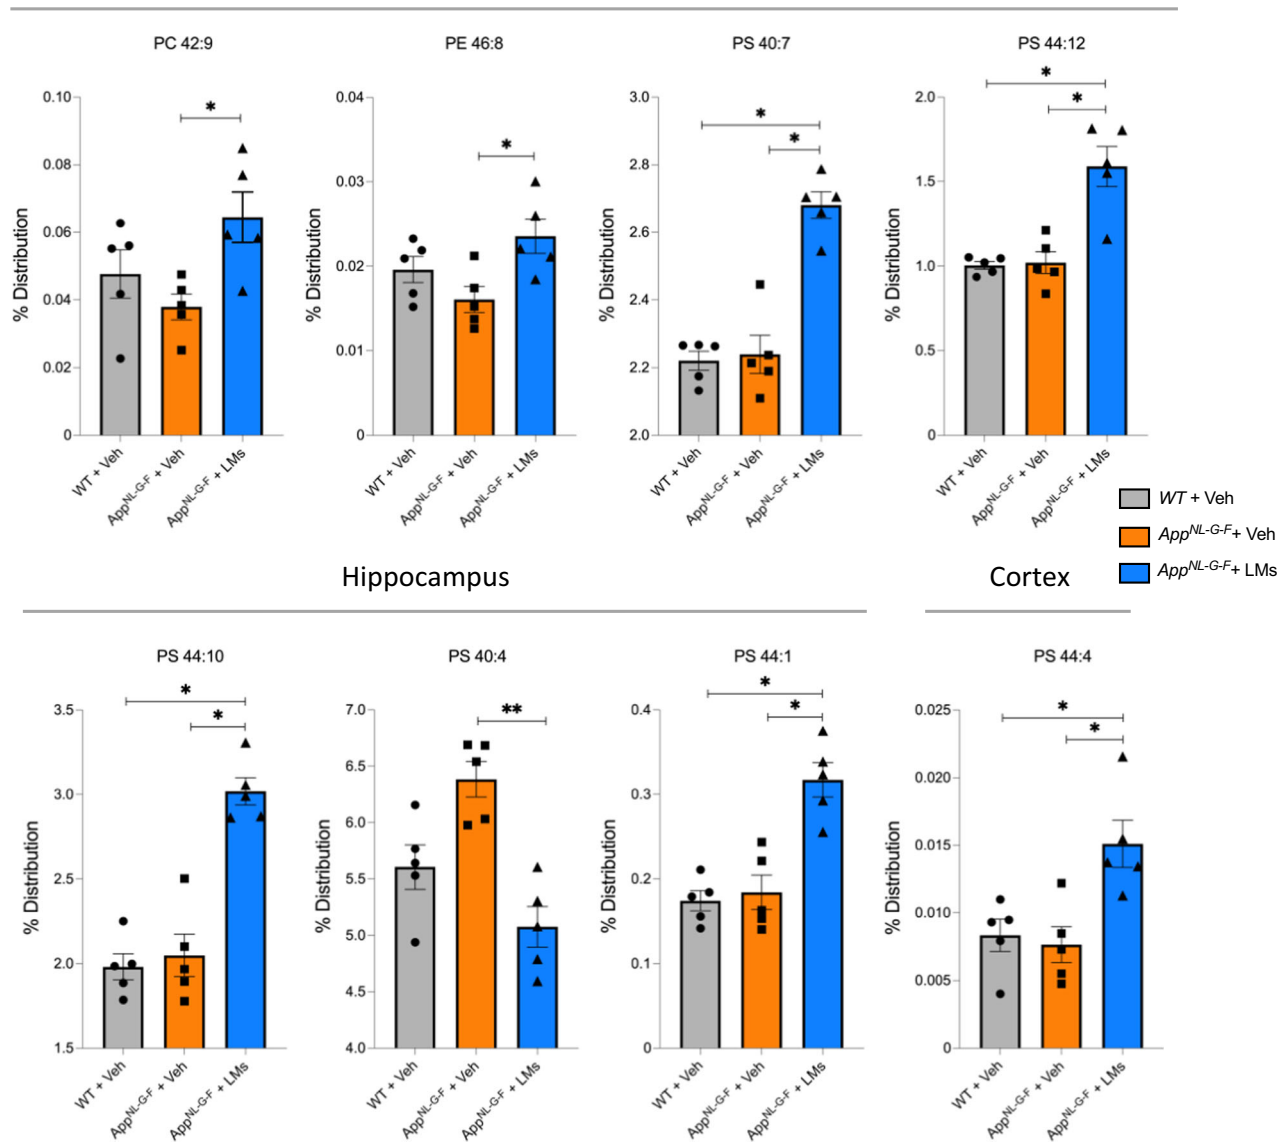 PC 42:9
PE 46:8
PS 40:7
PS 44:12
*
*
*
*
*
*
0.10
0.08
0.06
0.04
0.02
0
% Distribution
WT + Veh
App^NL-G-F + Veh
App^NL-G-F + LMs
0.04
0.03
0.02
0.01
0
% Distribution
WT + Veh
App^NL-G-F + Veh
App^NL-G-F + LMs
3.0
2.8
2.6
2.4
2.2
2.0
% Distribution
WT + Veh
App^NL-G-F + Veh
App^NL-G-F + LMs
2.0
1.5
1.0
0.5
0
% Distribution
WT + Veh
App^NL-G-F + Veh
App^NL-G-F + LMs
WT + Veh
App^NL-G-F+ Veh
App^NL-G-F+ LMs
Hippocampus
Cortex
PS 44:10
PS 40:4
PS 44:1
PS 44:4
*
*
**
*
*
*
*
3.5
3.0
2.5
2.0
1.5
% Distribution
WT + Veh
App^NL-G-F + Veh
App^NL-G-F + LMs
7.0
6.5
6.0
5.5
5.0
4.5
4.0
% Distribution
WT + Veh
App^NL-G-F + Veh
App^NL-G-F + LMs
0.4
0.3
0.2
0.1
0
% Distribution
WT + Veh
App^NL-G-F + Veh
App^NL-G-F + LMs
0.025
0.020
0.015
0.010
0.005
0
% Distribution
WT + Veh
App^NL-G-F + Veh
App^NL-G-F + LMs